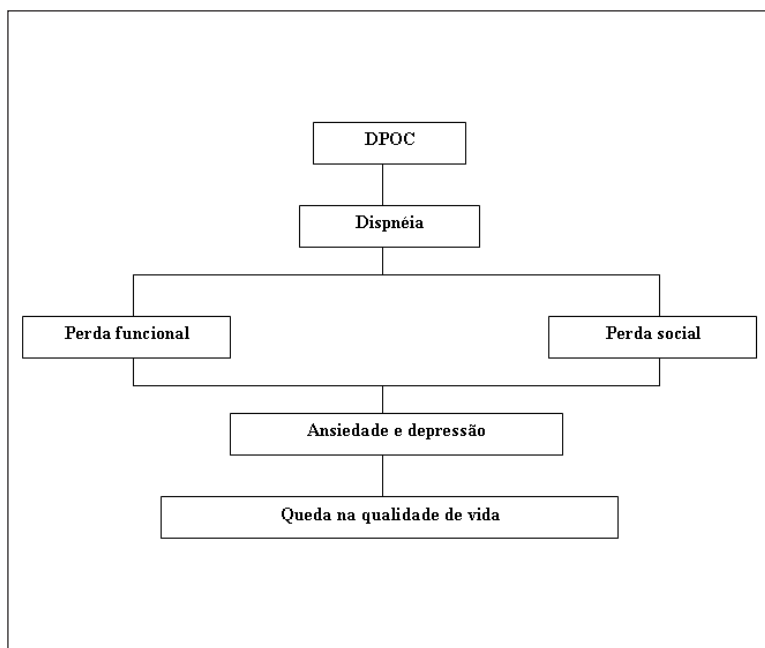 DPOC
Dispnéia
Perda funcional
Perda social
Ansiedade e depressão
Queda na qualidade de vida